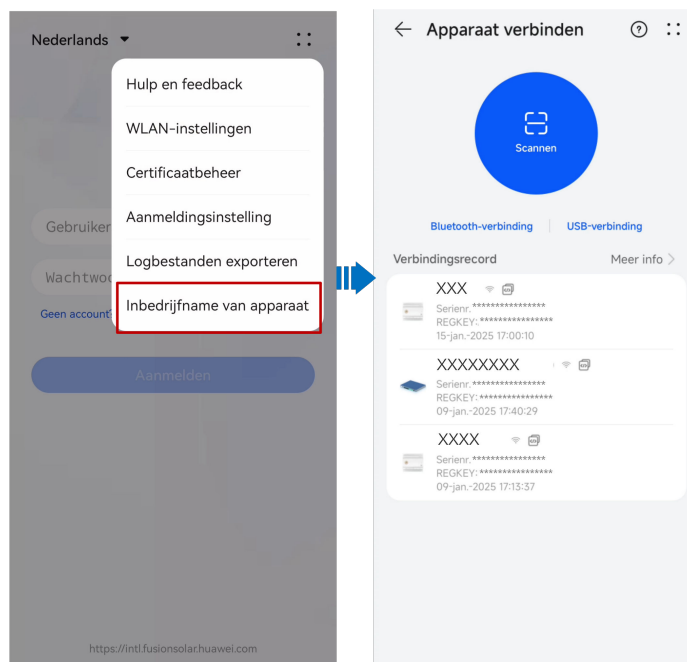 Nederlands
Hulp en feedback
WLAN-instellingen
Certificaatbeheer
Aanmeldingsinstelling
Logbestanden exporteren
Inbedrijfname van apparaat
Gebruiker
Wachtwoo
Geen account?
Aanmelden
https://intl.fusionsolar.huawei.com
Apparaat verbinden
Scannen
Bluetooth-verbinding
USB-verbinding
Verbindingsrecord
Meer info
XXX
Serienr.****************
REGKEY:****************
15-jan.-2025 17:00:10
XXXXXXXX
Serienr.****************
REGKEY:****************
09-jan.-2025 17:40:29
XXXX
Serienr.****************
REGKEY:****************
09-jan.-2025 17:13:37